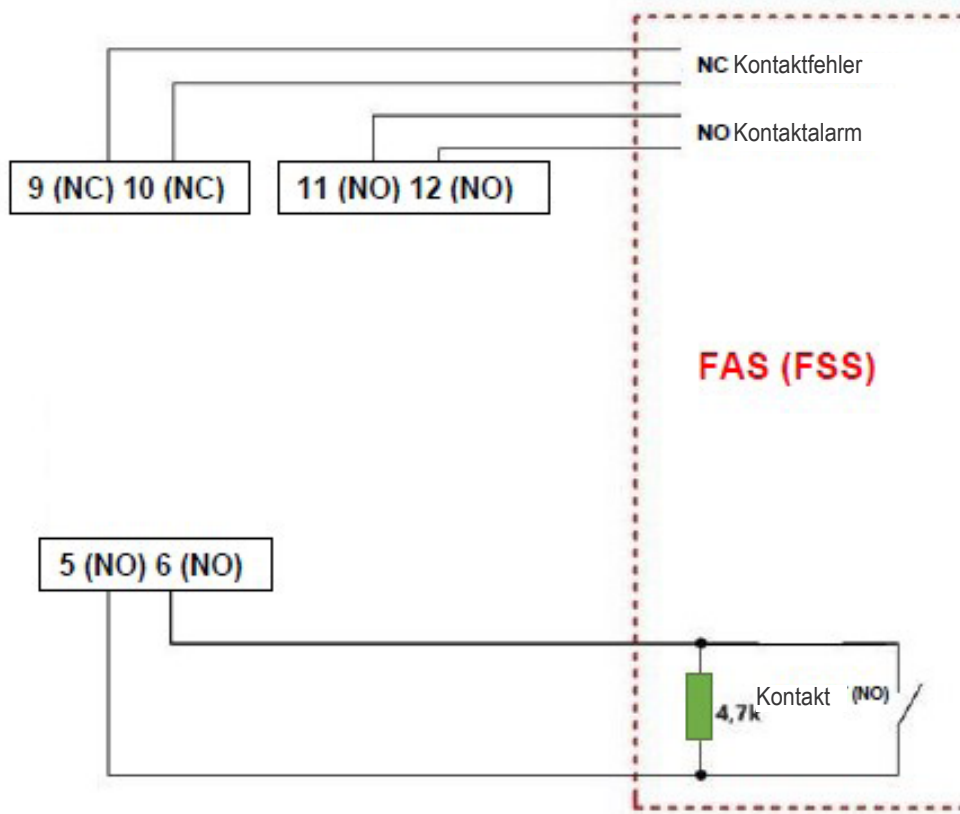 NC Kontaktfehler
NO Kontaktalarm
9 (NC) 10 (NC)
11 (NO) 12 (NO)
FAS (FSS)
5 (NO) 6 (NO)
4,7k
Kontakt (NO)